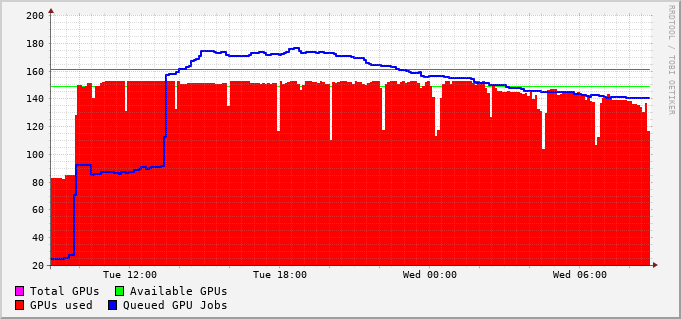 RRDTOOL / TOBI OETIKER
200
180
160
140
120
100
80
60
40
20
Tue 12:00 Tue 18:00 Wed 00:00 Wed 06:00
Total GPUs Available GPUs
GPUs used Queued GPU Jobs